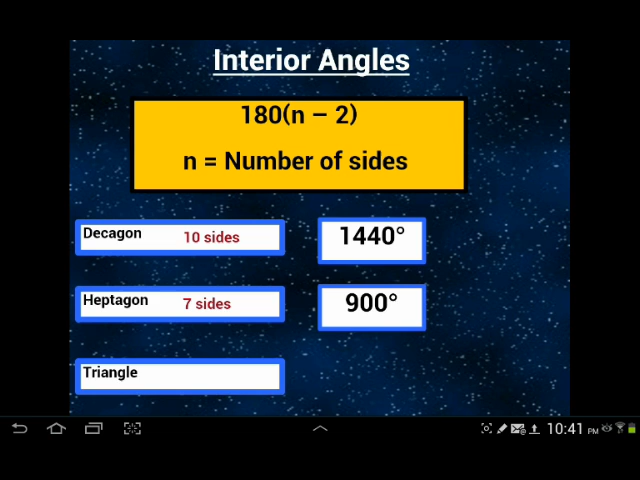 Interior Angles
180(n – 2)
n = Number of sides
Decagon 10 sides 1440°
Heptagon 7 sides 900°
Triangle
10:41 PM